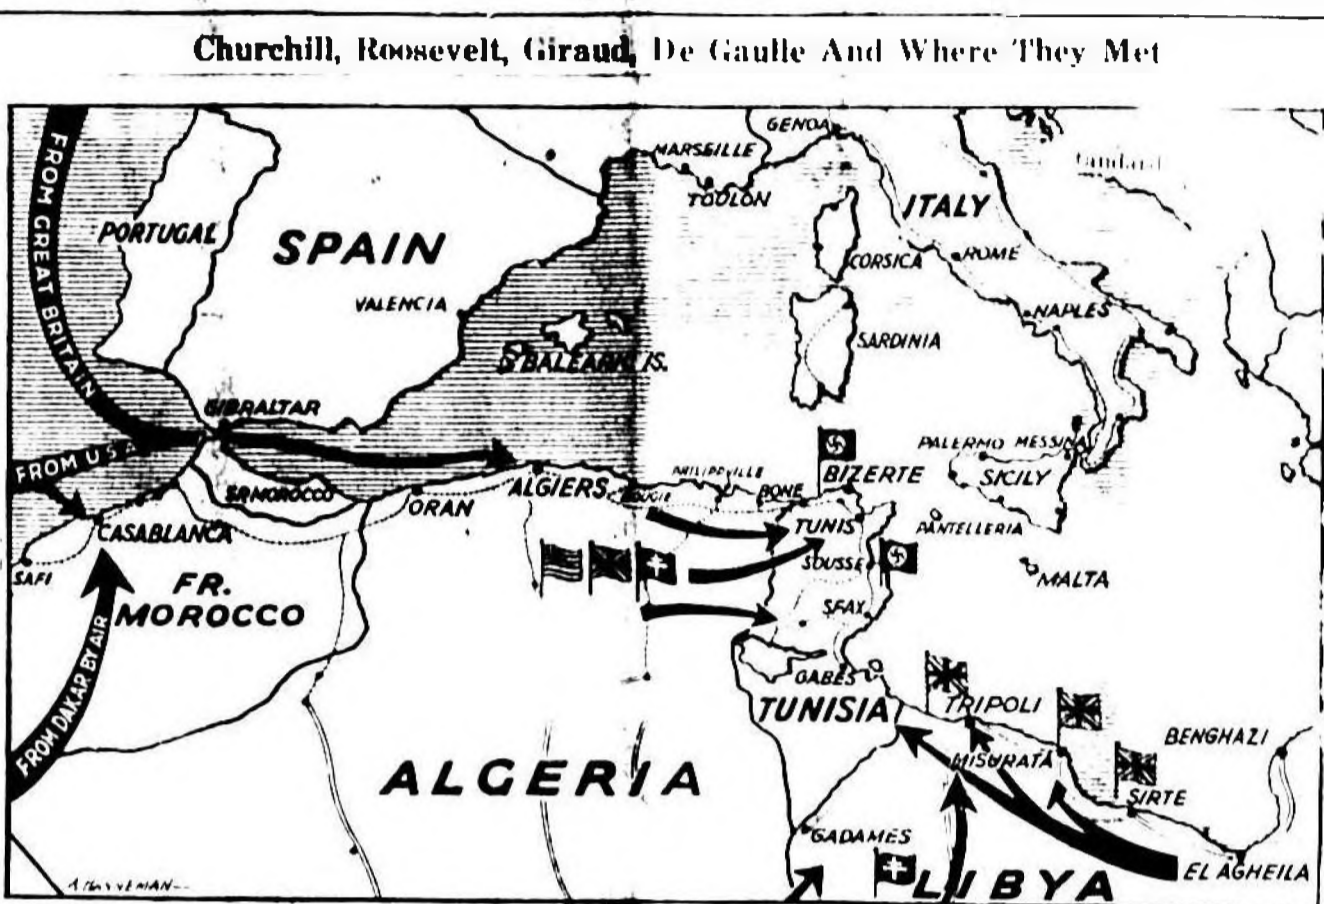 Churchill, Roosevelt, Giraud, De Gaulle And Where They Met
FROM GREAT BRITAIN
PORTUGAL
SPAIN
VALENCIA
MARSEILLE
TOULON
GENOA
ITALY
CORSICA
ROME
NAPLES
SARDINIA
BALEARIC IS.
GIBRALTAR
FROM U S A
SP. MOROCCO
CASABLANCA
SAFI
FR.
MOROCCO
FROM DAKAR BY AIR
ORAN
ALGIERS
BOUGIE
PHILIPPVILLE
BONE
BIZERTE
TUNIS
SOUSSE
SFAX
GABES
TUNISIA
PALERMO
MESSINA
SICILY
PANTELLERIA
MALTA
TRIPOLI
MISURATA
BENGHAZI
SIRTE
EL AGHEILA
ALGERIA
GADAMES
LIBYA